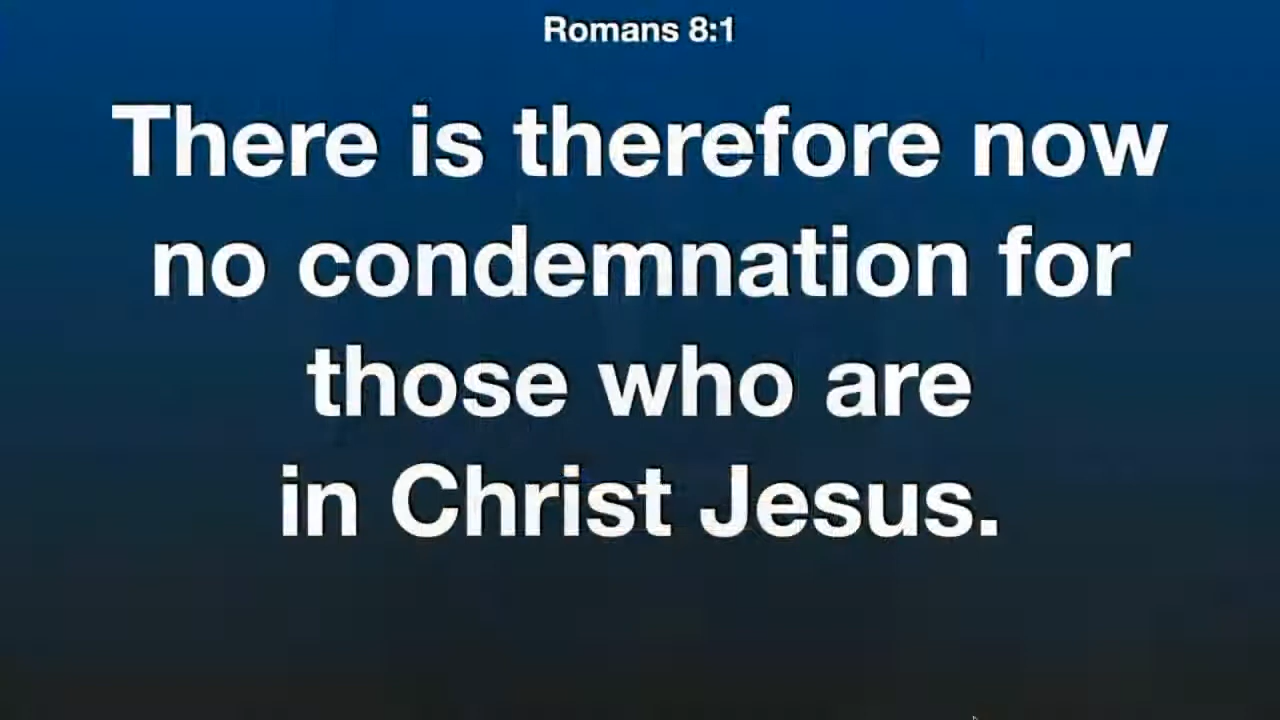 Romans 8:1
There is therefore now
no condemnation for
those who are
in Christ Jesus.